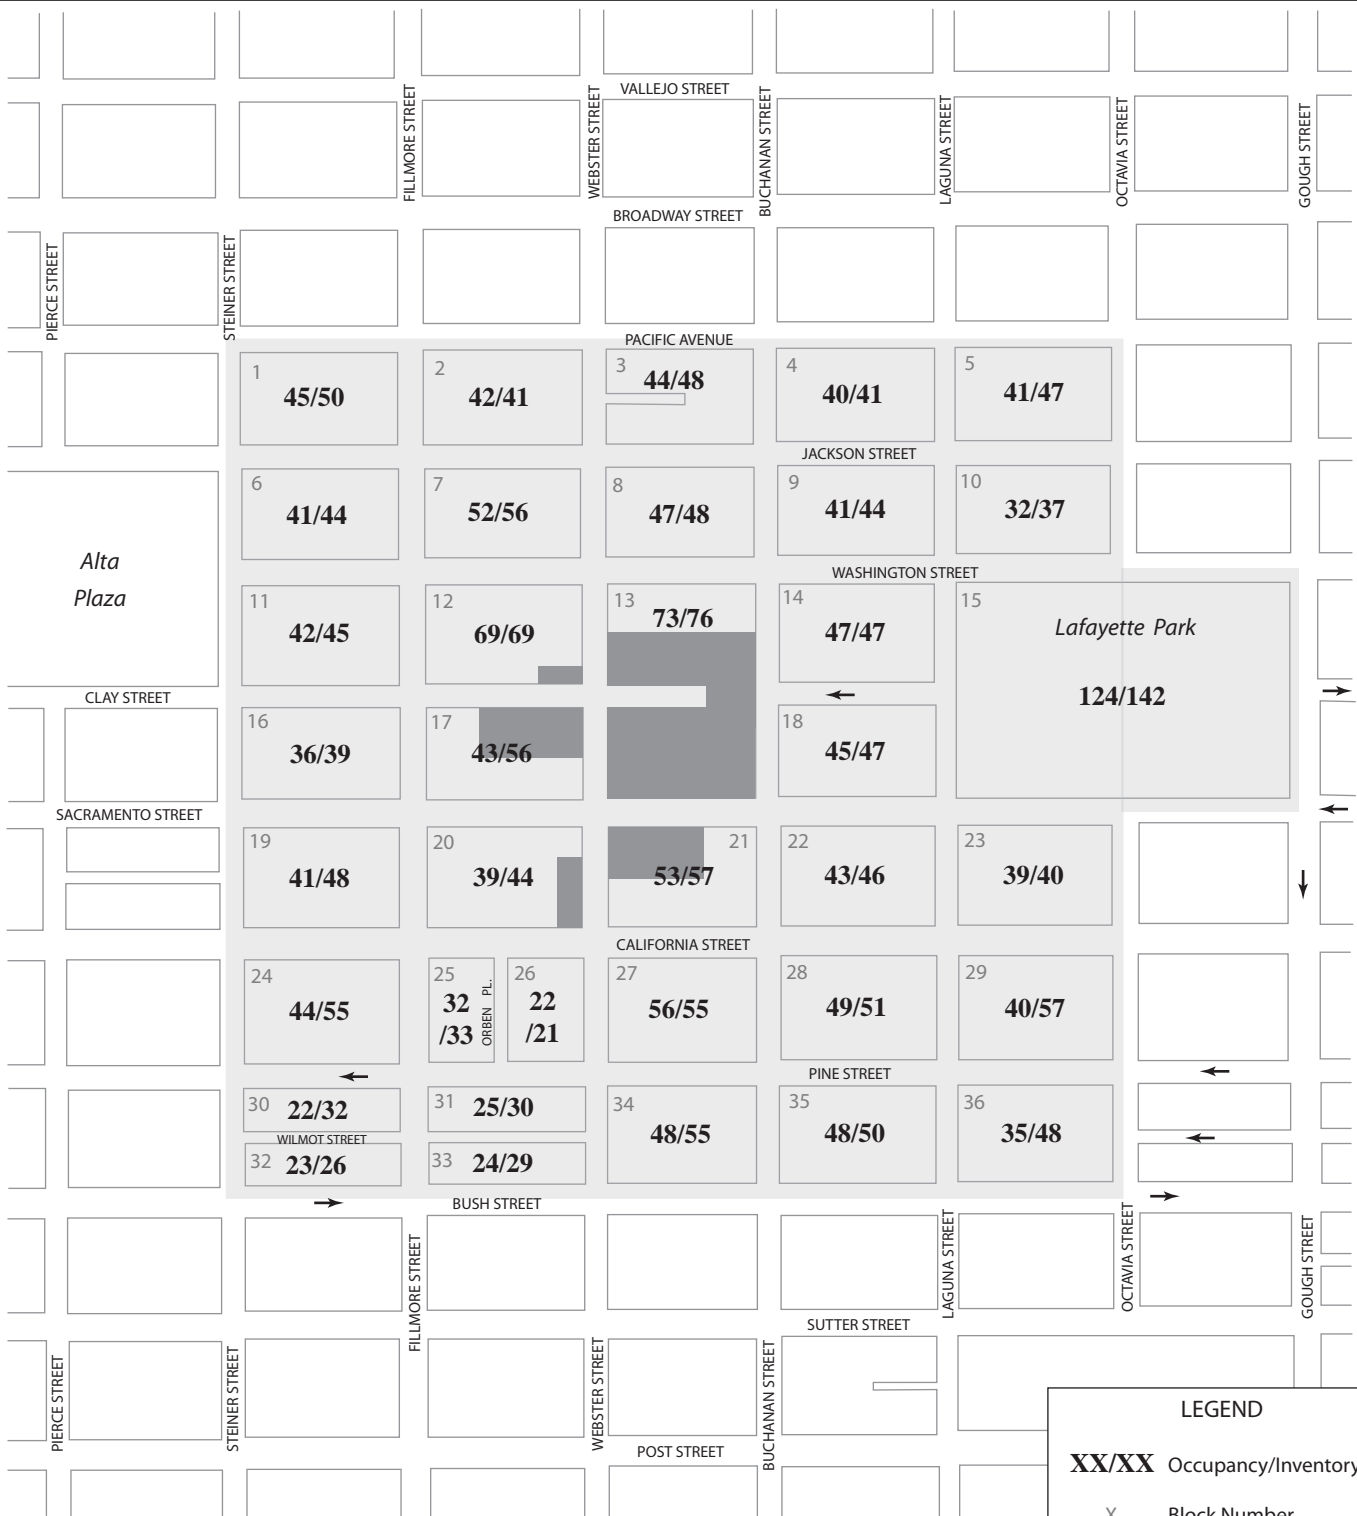 VALLEJO STREET
FILLMORE STREET
WEBSTER STREET
BUCHANAN STREET
LAGUNA STREET
OCTAVIA STREET
GOUGH STREET
BROADWAY STREET
PIERCE STREET
STEINER STREET
PACIFIC AVENUE
1
45/50
2
42/41
3
44/48
4
40/41
5
41/47
JACKSON STREET
6
41/44
7
52/56
8
47/48
9
41/44
10
32/37
WASHINGTON STREET
Alta
Plaza
11
42/45
12
69/69
13
73/76
14
47/47
15
Lafayette Park
124/142
CLAY STREET
16
36/39
17
43/56
18
45/47
SACRAMENTO STREET
19
41/48
20
39/44
21
53/57
22
43/46
23
39/40
CALIFORNIA STREET
24
44/55
25
32
/33
ORBEN PL.
26
22
/21
27
56/55
28
49/51
29
40/57
PINE STREET
30
22/32
31
25/30
WILMOT STREET
32
23/26
33
24/29
34
48/55
35
48/50
36
35/48
BUSH STREET
FILLMORE STREET
LAGUNA STREET
OCTAVIA STREET
GOUGH STREET
SUTTER STREET
PIERCE STREET
STEINER STREET
WEBSTER STREET
BUCHANAN STREET
POST STREET
LEGEND
XX/XX Occupancy/Inventory
X Block Number